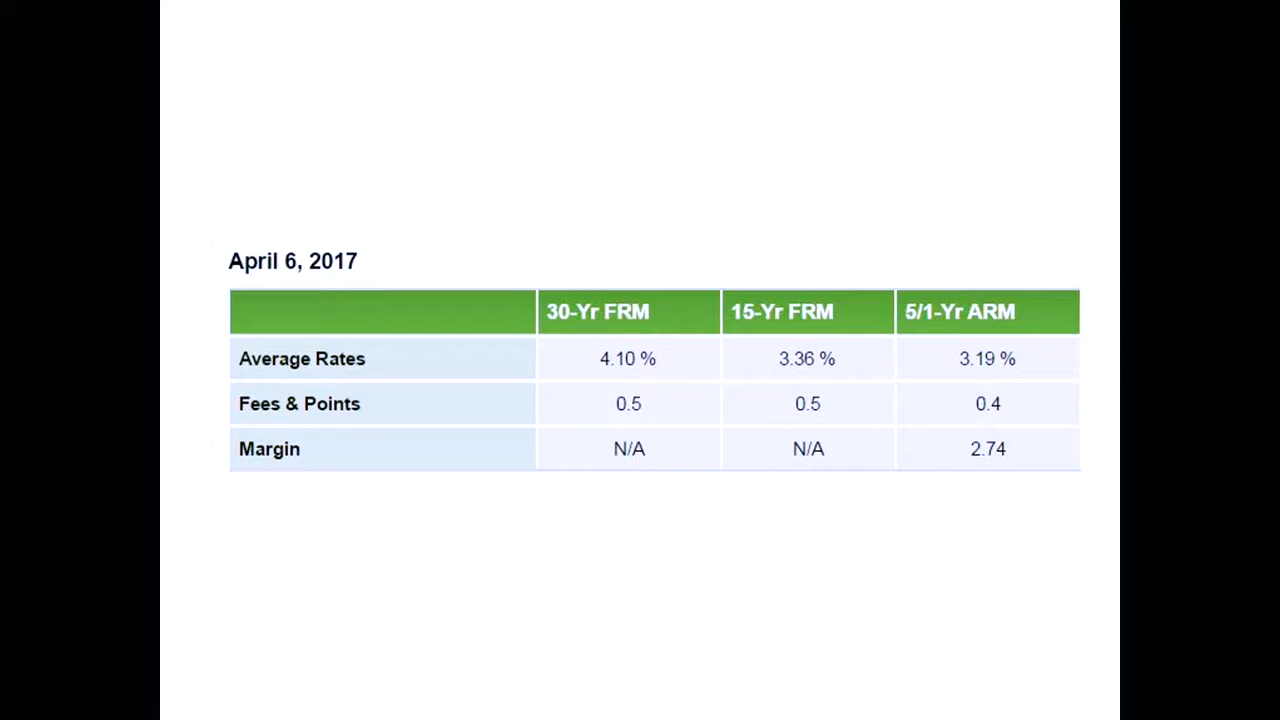 April 6, 2017
30-Yr FRM 15-Yr FRM 5/1-Yr ARM
Average Rates 4.10 % 3.36 % 3.19 %
Fees & Points 0.5 0.5 0.4
Margin N/A N/A 2.74